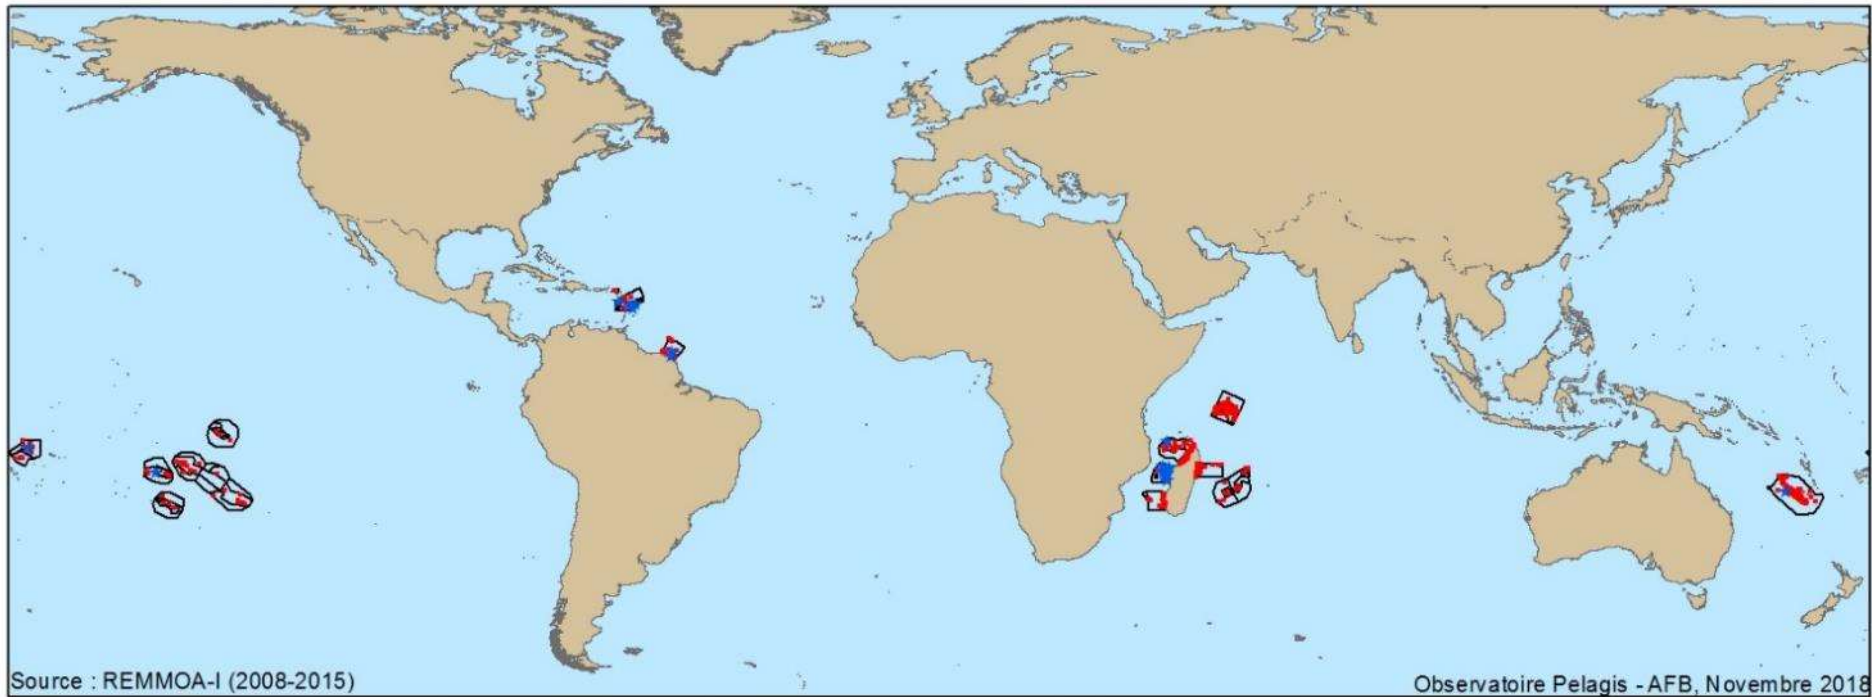 Source : REMMOA-I (2008-2015)
Observatoire Pelagis - AFB, Novembre 2018